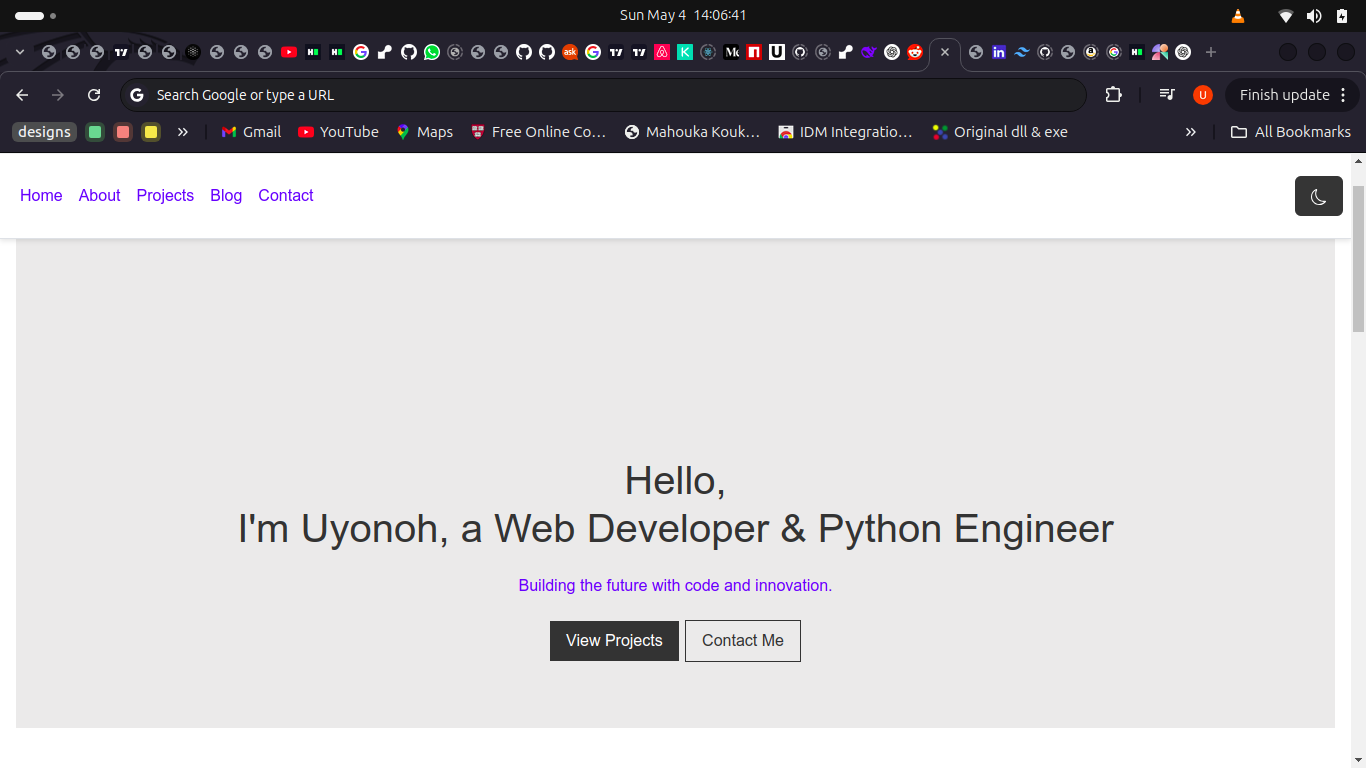 Sun May 4 14:06:41
Search Google or type a URL
Finish update
designs
Gmail
YouTube
Maps
Free Online Co…
Mahouka Kouk…
IDM Integratio…
Original dll & exe
All Bookmarks
Home About Projects Blog Contact
Hello,
I'm Uyonoh, a Web Developer & Python Engineer
Building the future with code and innovation.
View Projects Contact Me